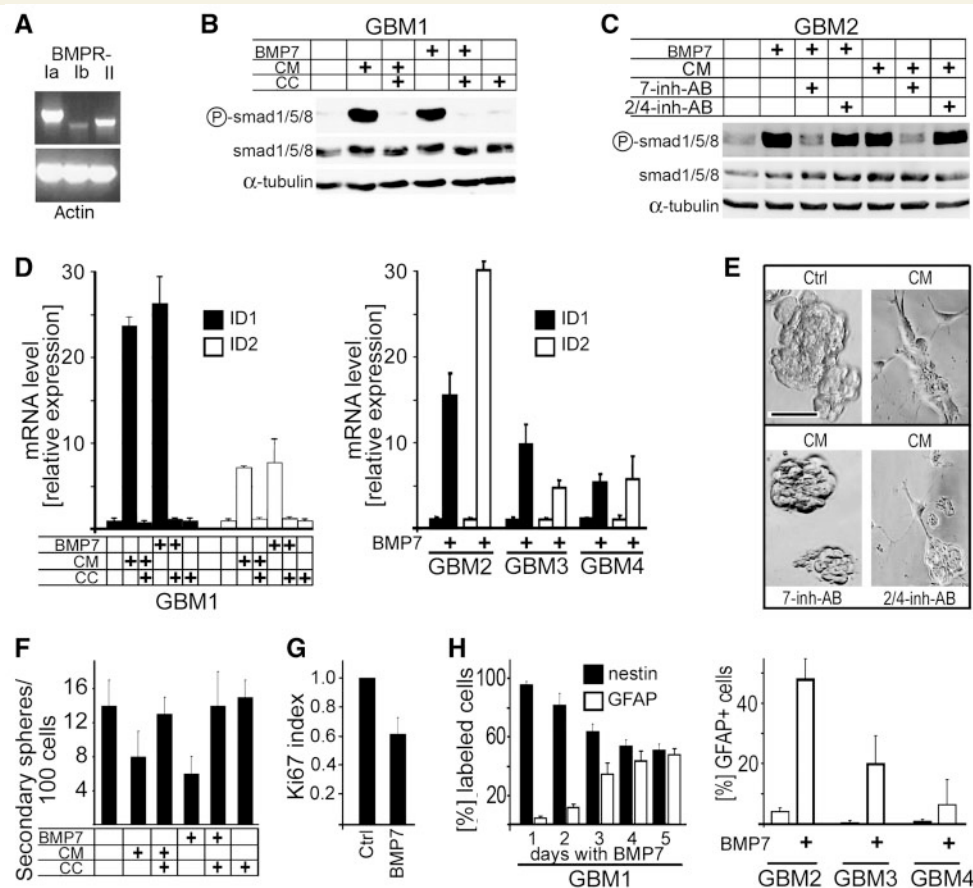 A
BMPR-
Ia Ib II
Actin
B
GBM1
BMP7 + +
CM + +
CC + + +
Ⓟ-smad1/5/8
smad1/5/8
α-tubulin
C
GBM2
BMP7 + + +
CM + + +
7-inh-AB + +
2/4-inh-AB + +
Ⓟ-smad1/5/8
smad1/5/8
α-tubulin
D
mRNA level
[relative expression]
30
20
10
ID1
ID2
BMP7 + + + +
CM + + + +
CC + + + + + +
GBM1
mRNA level
[relative expression]
30
20
10
ID1
ID2
BMP7 + + + + + +
GBM2 GBM3 GBM4
E
Ctrl CM
CM CM
7-inh-AB 2/4-inh-AB
F
Secondary spheres/
100 cells
16
12
8
4
BMP7 + +
CM + +
CC + + +
G
Ki67 index
1.0
0.8
0.6
0.4
0.2
Ctrl
BMP7
H
[%] labeled cells
100
60
20
nestin
GFAP
1 2 3 4 5
days with BMP7
GBM1
[%] GFAP+ cells
40
20
BMP7 + + +
GBM2 GBM3 GBM4